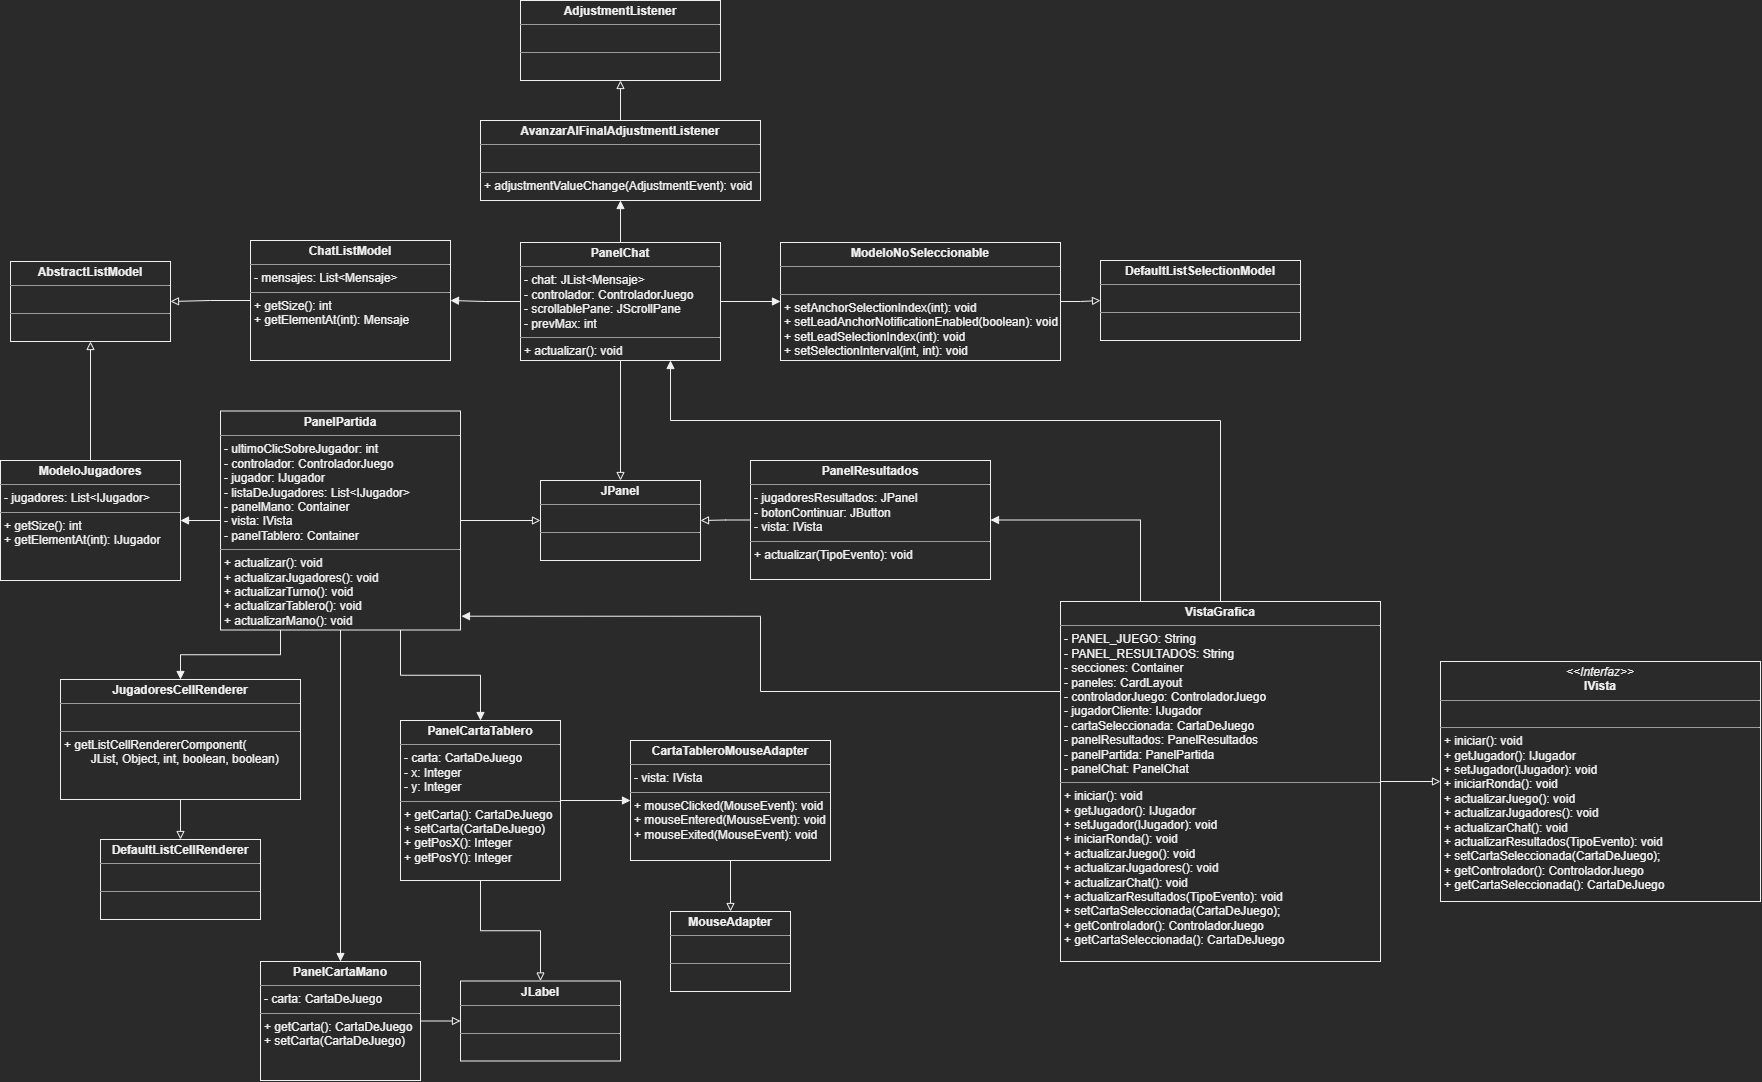 AdjustmentListener
AvanzarAlFinalAdjustmentListener
+ adjustmentValueChange(AdjustmentEvent): void
AbstractListModel
ChatListModel
- mensajes: List<Mensaje>
+ getSize(): int
+ getElementAt(int): Mensaje
PanelChat
- chat: JList<Mensaje>
- controlador: ControladorJuego
- scrollablePane: JScrollPane
- prevMax: int
+ actualizar(): void
ModeloNoSeleccionable
+ setAnchorSelectionIndex(int): void
+ setLeadAnchorNotificationEnabled(boolean): void
+ setLeadSelectionIndex(int): void
+ setSelectionInterval(int, int): void
DefaultListSelectionModel
ModeloJugadores
- jugadores: List<IJugador>
+ getSize(): int
+ getElementAt(int): IJugador
PanelPartida
- ultimoClicSobreJugador: int
- controlador: ControladorJuego
- jugador: IJugador
- listaDeJugadores: List<IJugador>
- panelMano: Container
- vista: IVista
- panelTablero: Container
+ actualizar(): void
+ actualizarJugadores(): void
+ actualizarTurno(): void
+ actualizarTablero(): void
+ actualizarMano(): void
JPanel
PanelResultados
- jugadoresResultados: JPanel
- botonContinuar: JButton
- vista: IVista
+ actualizar(TipoEvento): void
VistaGrafica
- PANEL_JUEGO: String
- PANEL_RESULTADOS: String
- secciones: Container
- paneles: CardLayout
- controladorJuego: ControladorJuego
- jugadorCliente: IJugador
- cartaSeleccionada: CartaDeJuego
- panelResultados: PanelResultados
- panelPartida: PanelPartida
- panelChat: PanelChat
+ iniciar(): void
+ getJugador(): IJugador
+ setJugador(IJugador): void
+ iniciarRonda(): void
+ actualizarJuego(): void
+ actualizarJugadores(): void
+ actualizarChat(): void
+ actualizarResultados(TipoEvento): void
+ setCartaSeleccionada(CartaDeJuego);
+ getControlador(): ControladorJuego
+ getCartaSeleccionada(): CartaDeJuego
<<Interfaz>>
IVista
+ iniciar(): void
+ getJugador(): IJugador
+ setJugador(IJugador): void
+ iniciarRonda(): void
+ actualizarJuego(): void
+ actualizarJugadores(): void
+ actualizarChat(): void
+ actualizarResultados(TipoEvento): void
+ setCartaSeleccionada(CartaDeJuego);
+ getControlador(): ControladorJuego
+ getCartaSeleccionada(): CartaDeJuego
JugadoresCellRenderer
+ getListCellRendererComponent(
JList, Object, int, boolean, boolean)
DefaultListCellRenderer
PanelCartaTablero
- carta: CartaDeJuego
- x: Integer
- y: Integer
+ getCarta(): CartaDeJuego
+ setCarta(CartaDeJuego)
+ getPosX(): Integer
+ getPosY(): Integer
CartaTableroMouseAdapter
- vista: IVista
+ mouseClicked(MouseEvent): void
+ mouseEntered(MouseEvent): void
+ mouseExited(MouseEvent): void
MouseAdapter
PanelCartaMano
- carta: CartaDeJuego
+ getCarta(): CartaDeJuego
+ setCarta(CartaDeJuego)
JLabel